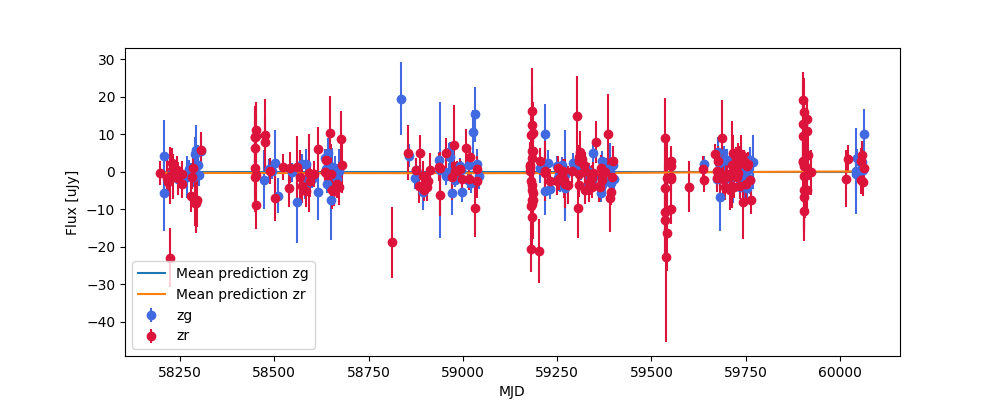 30
20
10
0
−10
−20
−30
−40
Flux [uJy]
Mean prediction zg
Mean prediction zr
zg
zr
58250 58500 58750 59000 59250 59500 59750 60000
MJD